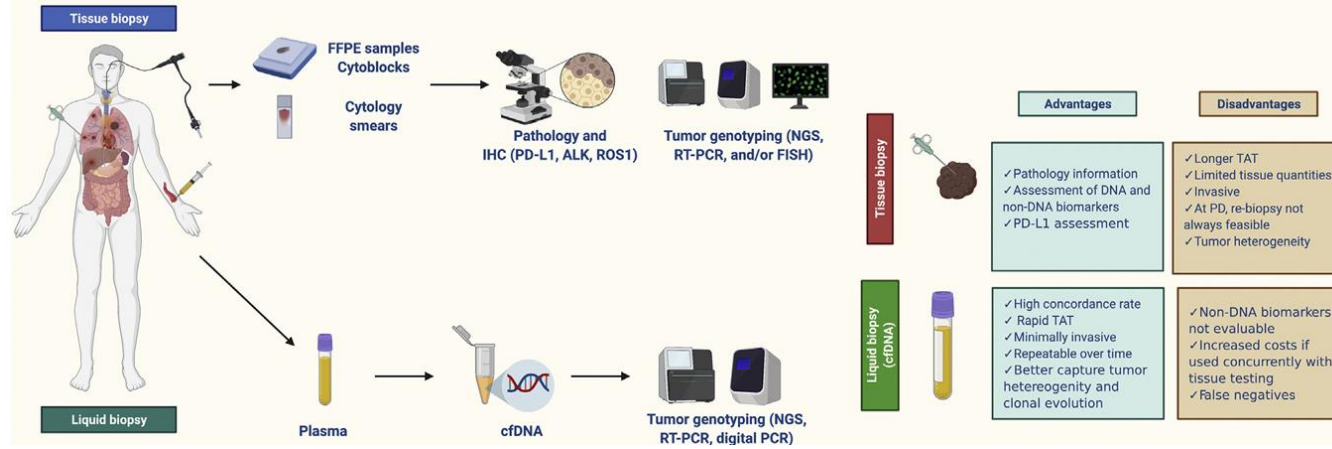 Tissue biopsy
FFPE samples
Cytoblocks
Cytology
smears
Pathology and
IHC (PD-L1, ALK, ROS1)
Tumor genotyping (NGS,
RT-PCR, and/or FISH)
Liquid biopsy
Plasma
cfDNA
Tumor genotyping (NGS,
RT-PCR, digital PCR)
Advantages
Disadvantages
Tissue biopsy
✓Pathology information
✓Assessment of DNA and
non-DNA biomarkers
✓PD-L1 assessment
✓Longer TAT
✓Limited tissue quantities
✓Invasive
✓At PD, re-biopsy not
always feasible
✓Tumor heterogeneity
Liquid biopsy
(cfDNA)
✓High concordance rate
✓ Rapid TAT
✓Minimally invasive
✓Repeatable over time
✓Better capture tumor
hetereogenity and
clonal evolution
✓Non-DNA biomarkers
not evaluable
✓Increased costs if
used concurrently with
tissue testing
✓False negatives